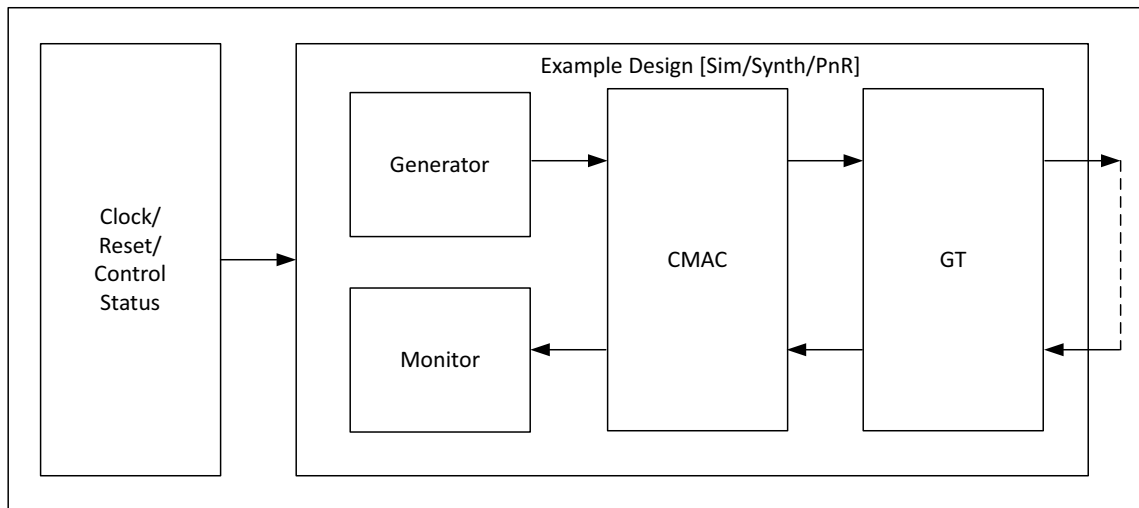 Example Design [Sim/Synth/PnR]
Generator
Clock/
Reset/
Control
Status
CMAC
GT
Monitor